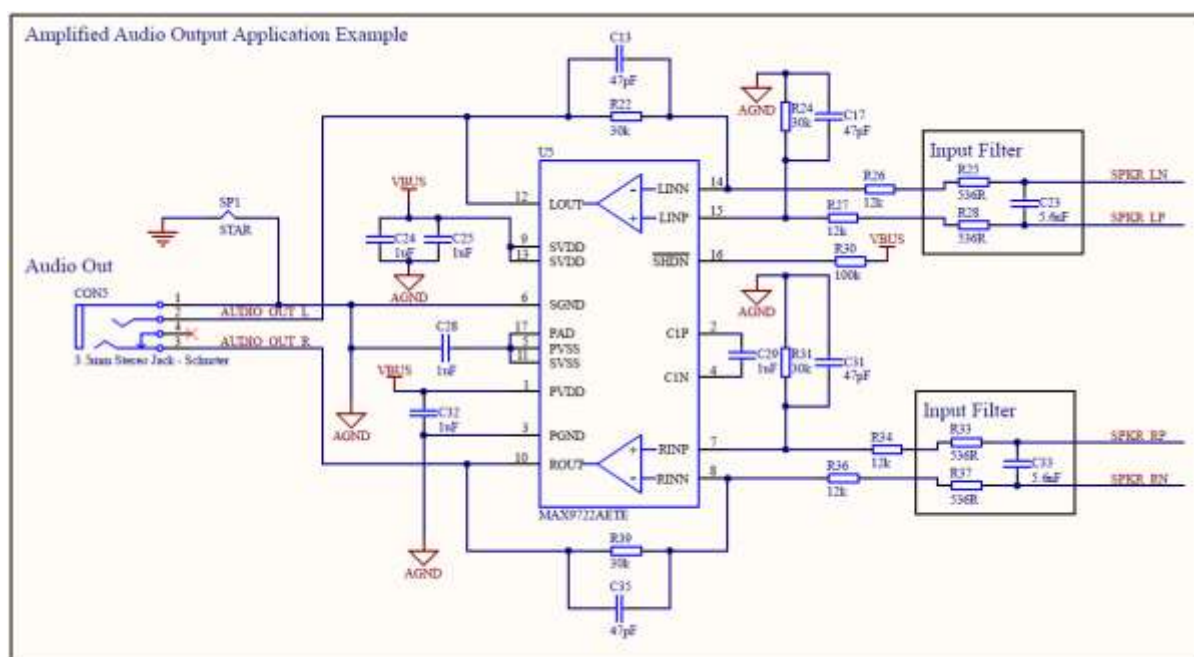 Amplified Audio Output Application Example
C13
47pF
R22
30k
AGND
R24
30k
C17
47pF
Input Filter
R25
536R
R28
536R
C23
5.6nF
SPKR_LN
SPKR_LP
R26
12k
R27
12k
R30
100k
VBUS
U5
14
LINN
15
LINP
16
SHDN
12
LOUT
9
SVDD
13
SVDD
6
SGND
17
PAD
5
PVSS
11
SVSS
1
PVDD
3
PGND
10
ROUT
2
C1P
4
C1N
7
RINP
8
RINN
MAX9722AETE
VBUS
C24
1uF
C25
1uF
AGND
SP1
STAR
Audio Out
CON5
1
2
4
3
AUDIO_OUT_L
AUDIO_OUT_R
3.5mm Stereo Jack - Schurter
C28
1uF
VBUS
C32
1uF
AGND
AGND
C29
1uF
AGND
R31
30k
C31
47pF
Input Filter
R33
536R
R37
536R
C33
5.6nF
SPKR_RP
SPKR_RN
R34
12k
R36
12k
R39
30k
C35
47pF